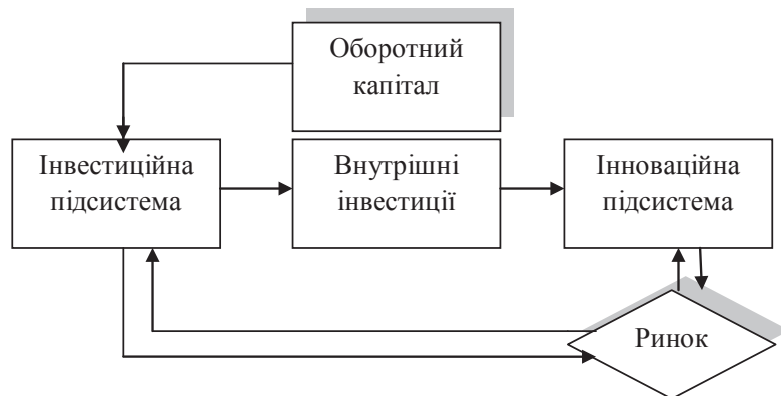 Оборотний
капітал
Інвестиційна
підсистема
Внутрішні
інвестиції
Інноваційна
підсистема
Ринок